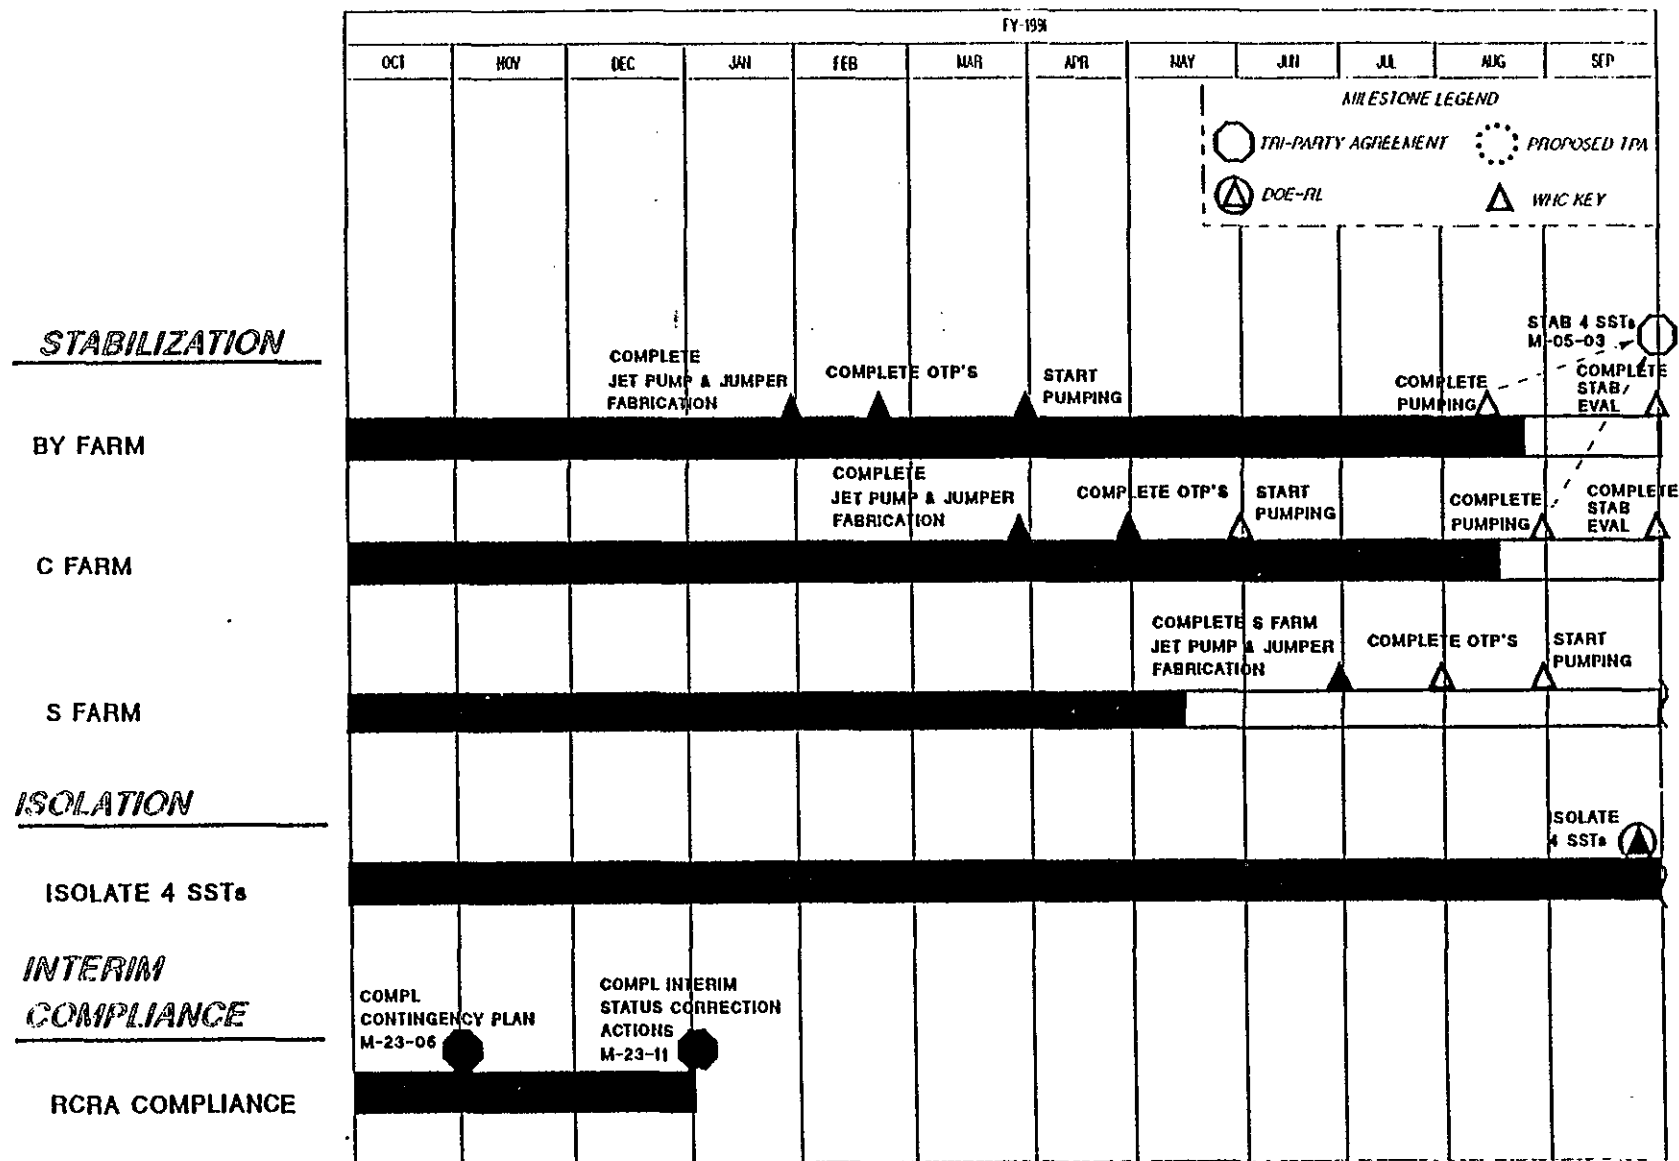 OCT NOV DEC JAN FEB MAR APR MAY JUN JUL AUG SEP
MILESTONE LEGEND
TRI-PARTY AGREEMENT PROPOSED TPA
DOE-RL WHC KEY
STABILIZATION
STAB 4 SSTs
M-05-03
COMPLETE
JET PUMP & JUMPER
FABRICATION
COMPLETE OTP'S
START
PUMPING
COMPLETE
PUMPING
COMPLETE
STAB/
EVAL
BY FARM
COMPLETE
JET PUMP & JUMPER
FABRICATION
COMPLETE OTP'S
START
PUMPING
COMPLETE
PUMPING
COMPLETE
STAB
EVAL
C FARM
COMPLETE S FARM
JET PUMP & JUMPER
FABRICATION
COMPLETE OTP'S
START
PUMPING
S FARM
ISOLATION
ISOLATE
4 SSTs
ISOLATE 4 SSTs
INTERIM
COMPLIANCE
COMPL
CONTINGENCY PLAN
M-23-06
COMPL INTERIM
STATUS CORRECTION
ACTIONS
M-23-11
RCRA COMPLIANCE